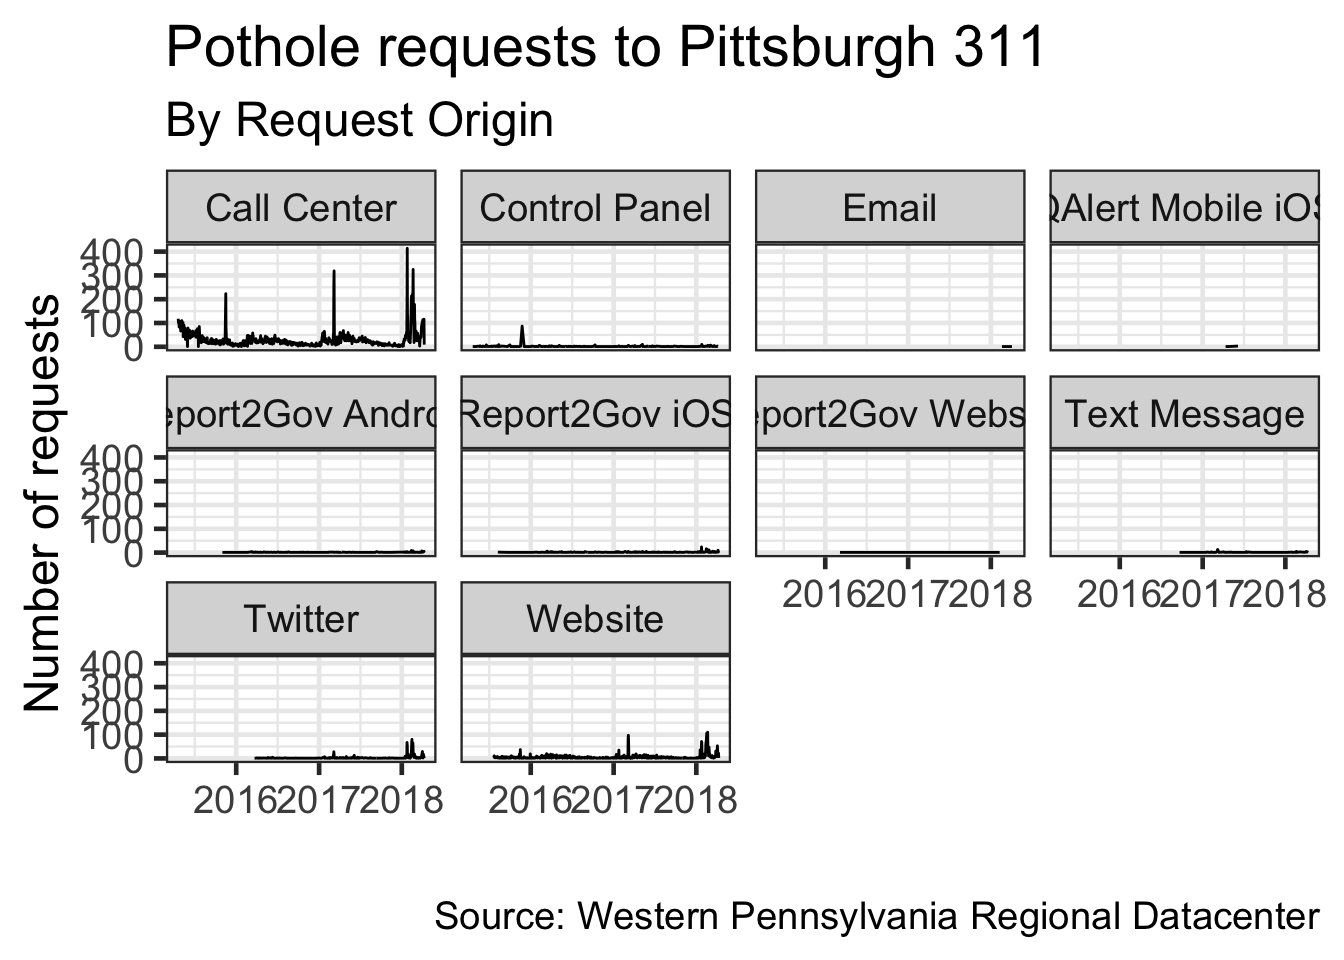 Pothole requests to Pittsburgh 311
By Request Origin
Call Center
Control Panel
Email
QAlert Mobile iOS
400
300
200
100
0
eport2Gov Andro
Report2Gov iOS
eport2Gov Webs
Text Message
400
300
200
100
0
2016 2017 2018
2016 2017 2018
Twitter
Website
400
300
200
100
0
2016 2017 2018
2016 2017 2018
Number of requests
Source: Western Pennsylvania Regional Datacenter